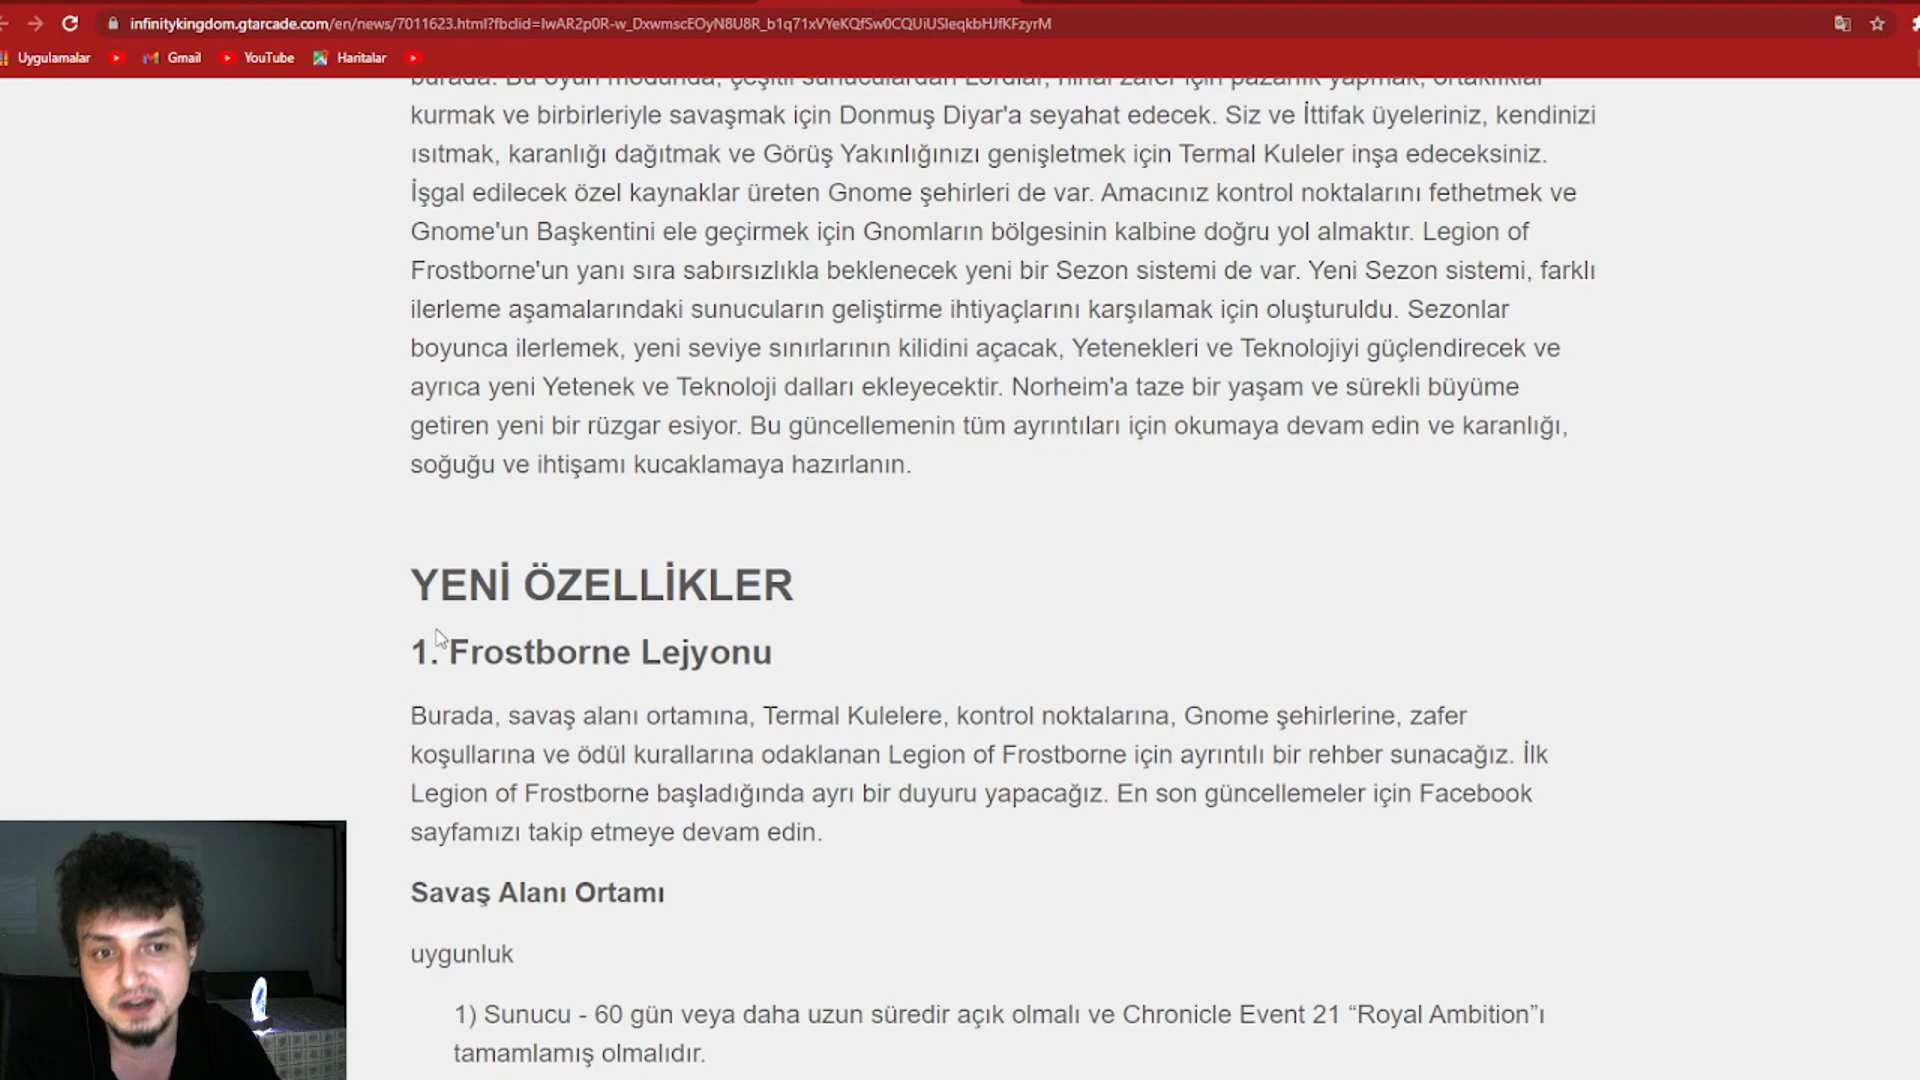 infinitykingdom.gtarcade.com/en/news/7011623.html?fbclid=IwAR2p0R-w_DxwmscEOyN8U8R_b1q71xVYeKQfSw0CQUiUSleqkbHJfKFzyrM
Uygulamalar Gmail YouTube Haritalar
burada. Bu oyun modunda, çeşitli sunuculardan Lordlar, nihai zafer için pazarlık yapmak, ortaklıklar
kurmak ve birbirleriyle savaşmak için Donmuş Diyar'a seyahat edecek. Siz ve İttifak üyeleriniz, kendinizi
ısıtmak, karanlığı dağıtmak ve Görüş Yakınlığınızı genişletmek için Termal Kuleler inşa edeceksiniz.
İşgal edilecek özel kaynaklar üreten Gnome şehirleri de var. Amacınız kontrol noktalarını fethetmek ve
Gnome'un Başkentini ele geçirmek için Gnomların bölgesinin kalbine doğru yol almaktır. Legion of
Frostborne'un yanı sıra sabırsızlıkla beklenecek yeni bir Sezon sistemi de var. Yeni Sezon sistemi, farklı
ilerleme aşamalarındaki sunucuların geliştirme ihtiyaçlarını karşılamak için oluşturuldu. Sezonlar
boyunca ilerlemek, yeni seviye sınırlarının kilidini açacak, Yetenekleri ve Teknolojiyi güçlendirecek ve
ayrıca yeni Yetenek ve Teknoloji dalları ekleyecektir. Norheim'a taze bir yaşam ve sürekli büyüme
getiren yeni bir rüzgar esiyor. Bu güncellemenin tüm ayrıntıları için okumaya devam edin ve karanlığı,
soğuğu ve ihtişamı kucaklamaya hazırlanın.
YENİ ÖZELLİKLER
1. Frostborne Lejyonu
Burada, savaş alanı ortamına, Termal Kulelere, kontrol noktalarına, Gnome şehirlerine, zafer
koşullarına ve ödül kurallarına odaklanan Legion of Frostborne için ayrıntılı bir rehber sunacağız. İlk
Legion of Frostborne başladığında ayrı bir duyuru yapacağız. En son güncellemeler için Facebook
sayfamızı takip etmeye devam edin.
Savaş Alanı Ortamı
uygunluk
1) Sunucu - 60 gün veya daha uzun süredir açık olmalı ve Chronicle Event 21 “Royal Ambition”ı
tamamlamış olmalıdır.